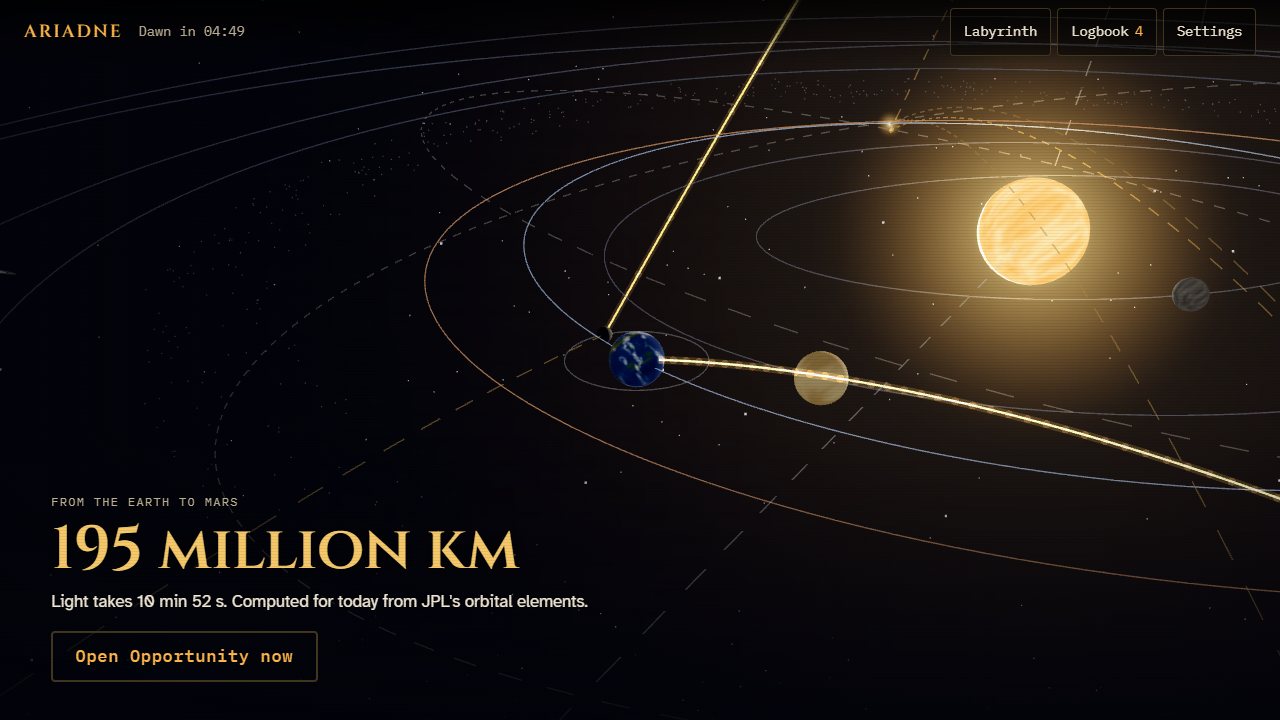 ARIADNE
Dawn in 04:49
Labyrinth
Logbook 4
Settings
FROM THE EARTH TO MARS
195 MILLION KM
Light takes 10 min 52 s. Computed for today from JPL's orbital elements.
Open Opportunity now